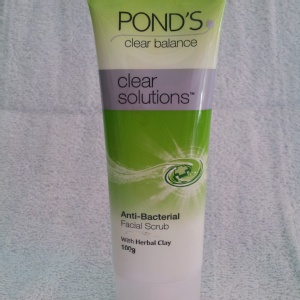 POND'S
clear balance
clear
solutions™
Anti-Bacterial
Facial Scrub
With Herbal Clay
100g